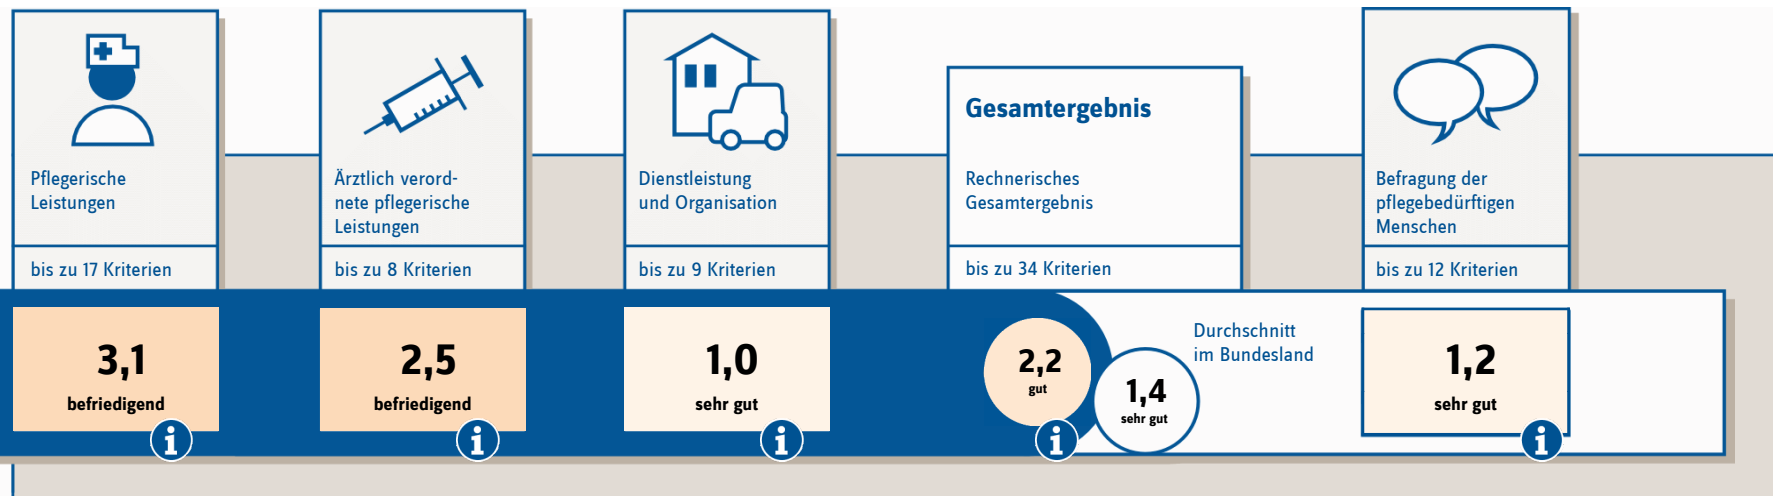 Pflegerische
Leistungen
bis zu 17 Kriterien
3,1
befriedigend
i
Ärztlich verord-
nete pflegerische
Leistungen
bis zu 8 Kriterien
2,5
befriedigend
i
Dienstleistung
und Organisation
bis zu 9 Kriterien
1,0
sehr gut
i
Gesamtergebnis
Rechnerisches
Gesamtergebnis
bis zu 34 Kriterien
2,2
gut
i
1,4
sehr gut
Durchschnitt
im Bundesland
Befragung der
pflegebedürftigen
Menschen
bis zu 12 Kriterien
1,2
sehr gut
i